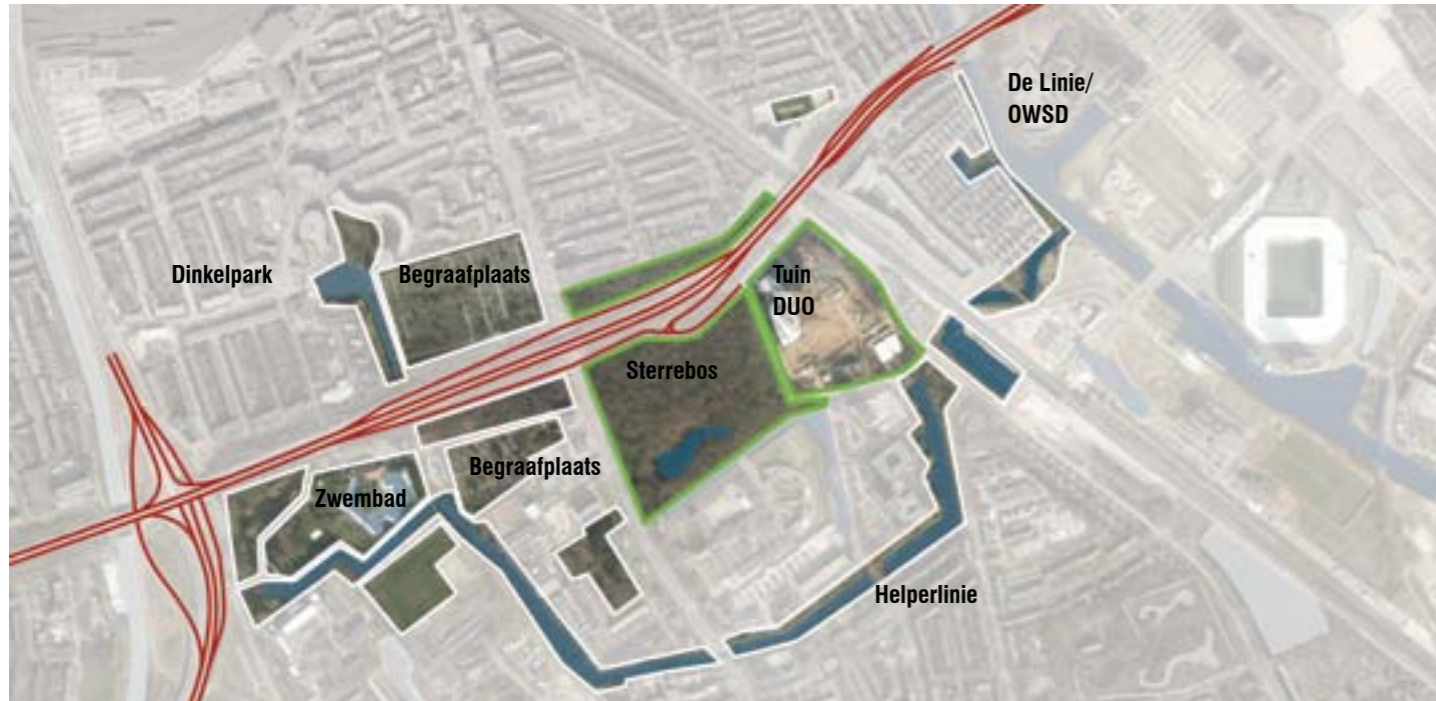 De Linie/
OWSD
Dinkelpark
Begraafplaats
Tuin
DUO
Sterrebos
Begraafplaats
Zwembad
Helperlinie